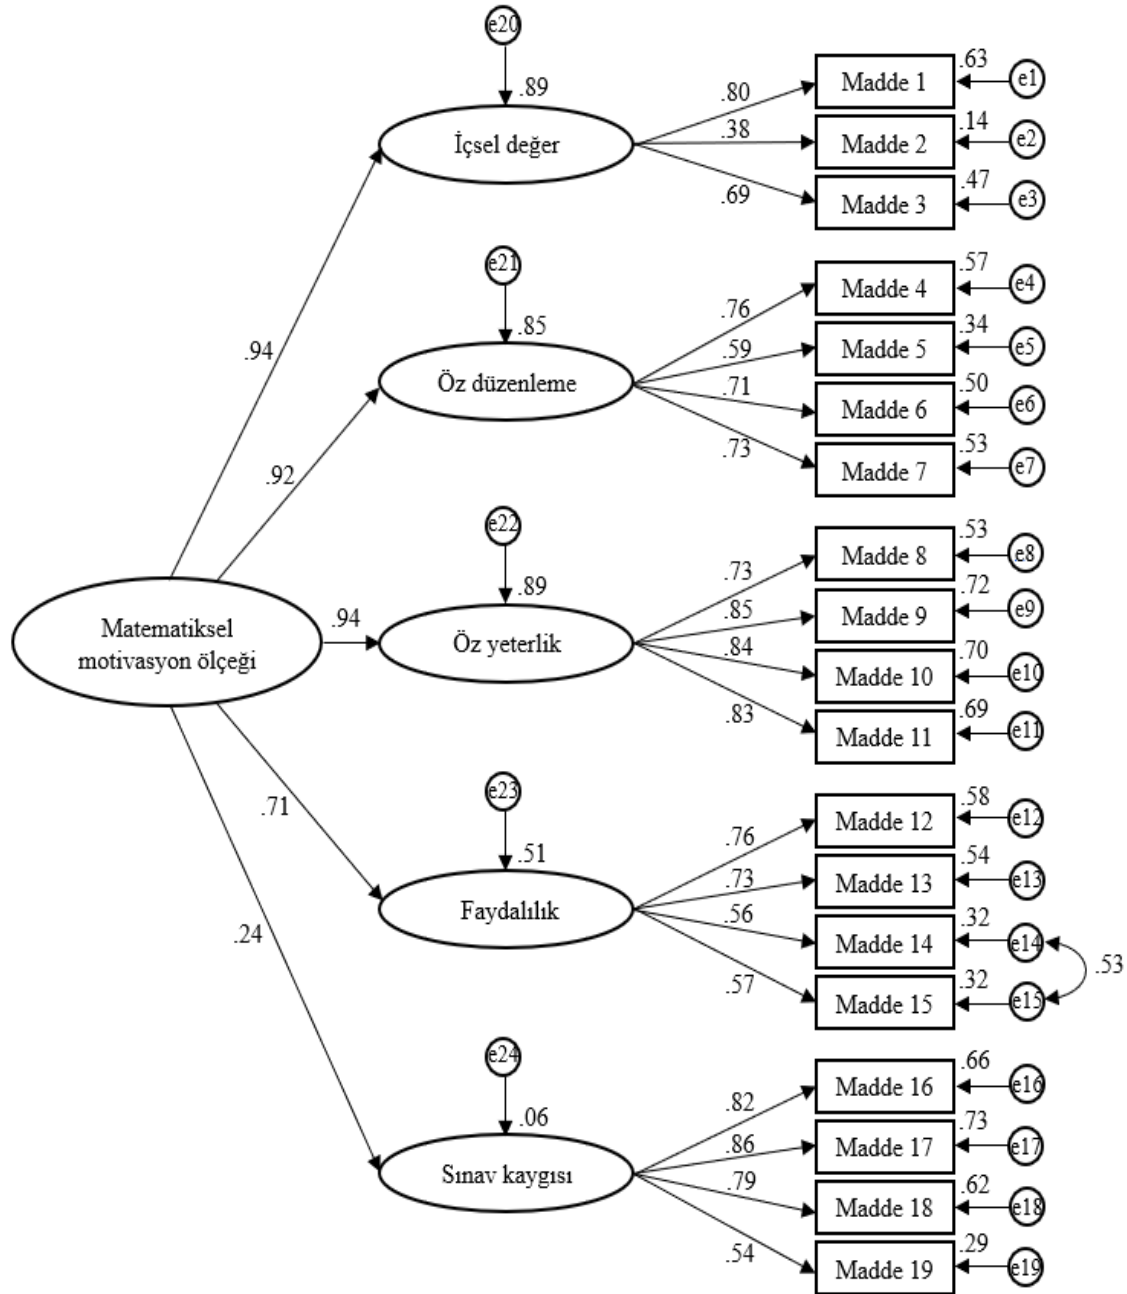 e20
.89
İçsel değer
.80
.38
.69
Madde 1
.63
e1
Madde 2
.14
e2
Madde 3
.47
e3
.94
e21
.85
Öz düzenleme
.76
.59
.71
.73
Madde 4
.57
e4
Madde 5
.34
e5
Madde 6
.50
e6
Madde 7
.53
e7
.92
Matematiksel
motivasyon ölçeği
.94
e22
.89
Öz yeterlik
.73
.85
.84
.83
Madde 8
.53
e8
Madde 9
.72
e9
Madde 10
.70
e10
Madde 11
.69
e11
.71
e23
.51
Faydalılık
.76
.73
.56
.57
Madde 12
.58
e12
Madde 13
.54
e13
Madde 14
.32
e14
Madde 15
.32
e15
.53
.24
e24
.06
Sınav kaygısı
.82
.86
.79
.54
Madde 16
.66
e16
Madde 17
.73
e17
Madde 18
.62
e18
Madde 19
.29
e19